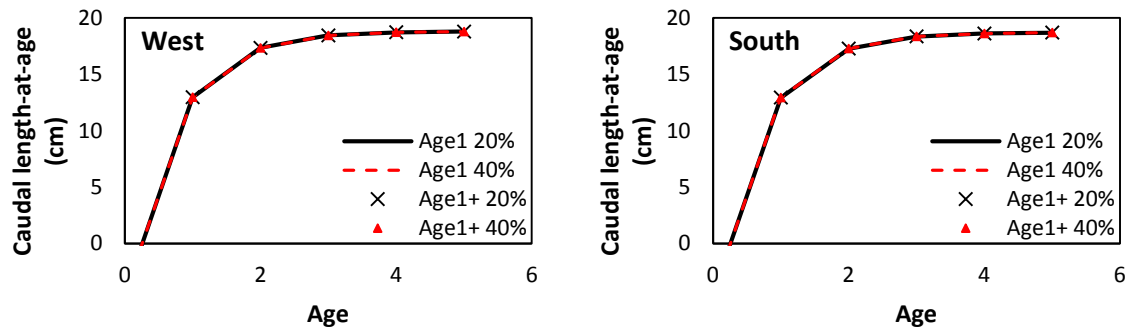 West
Caudal length-at-age
(cm)
20
15
10
5
0
0
2
4
6
Age
Age1 20%
Age1 40%
Age1+ 20%
Age1+ 40%
South
Caudal length-at-age
(cm)
20
15
10
5
0
0
2
4
6
Age
Age1 20%
Age1 40%
Age1+ 20%
Age1+ 40%